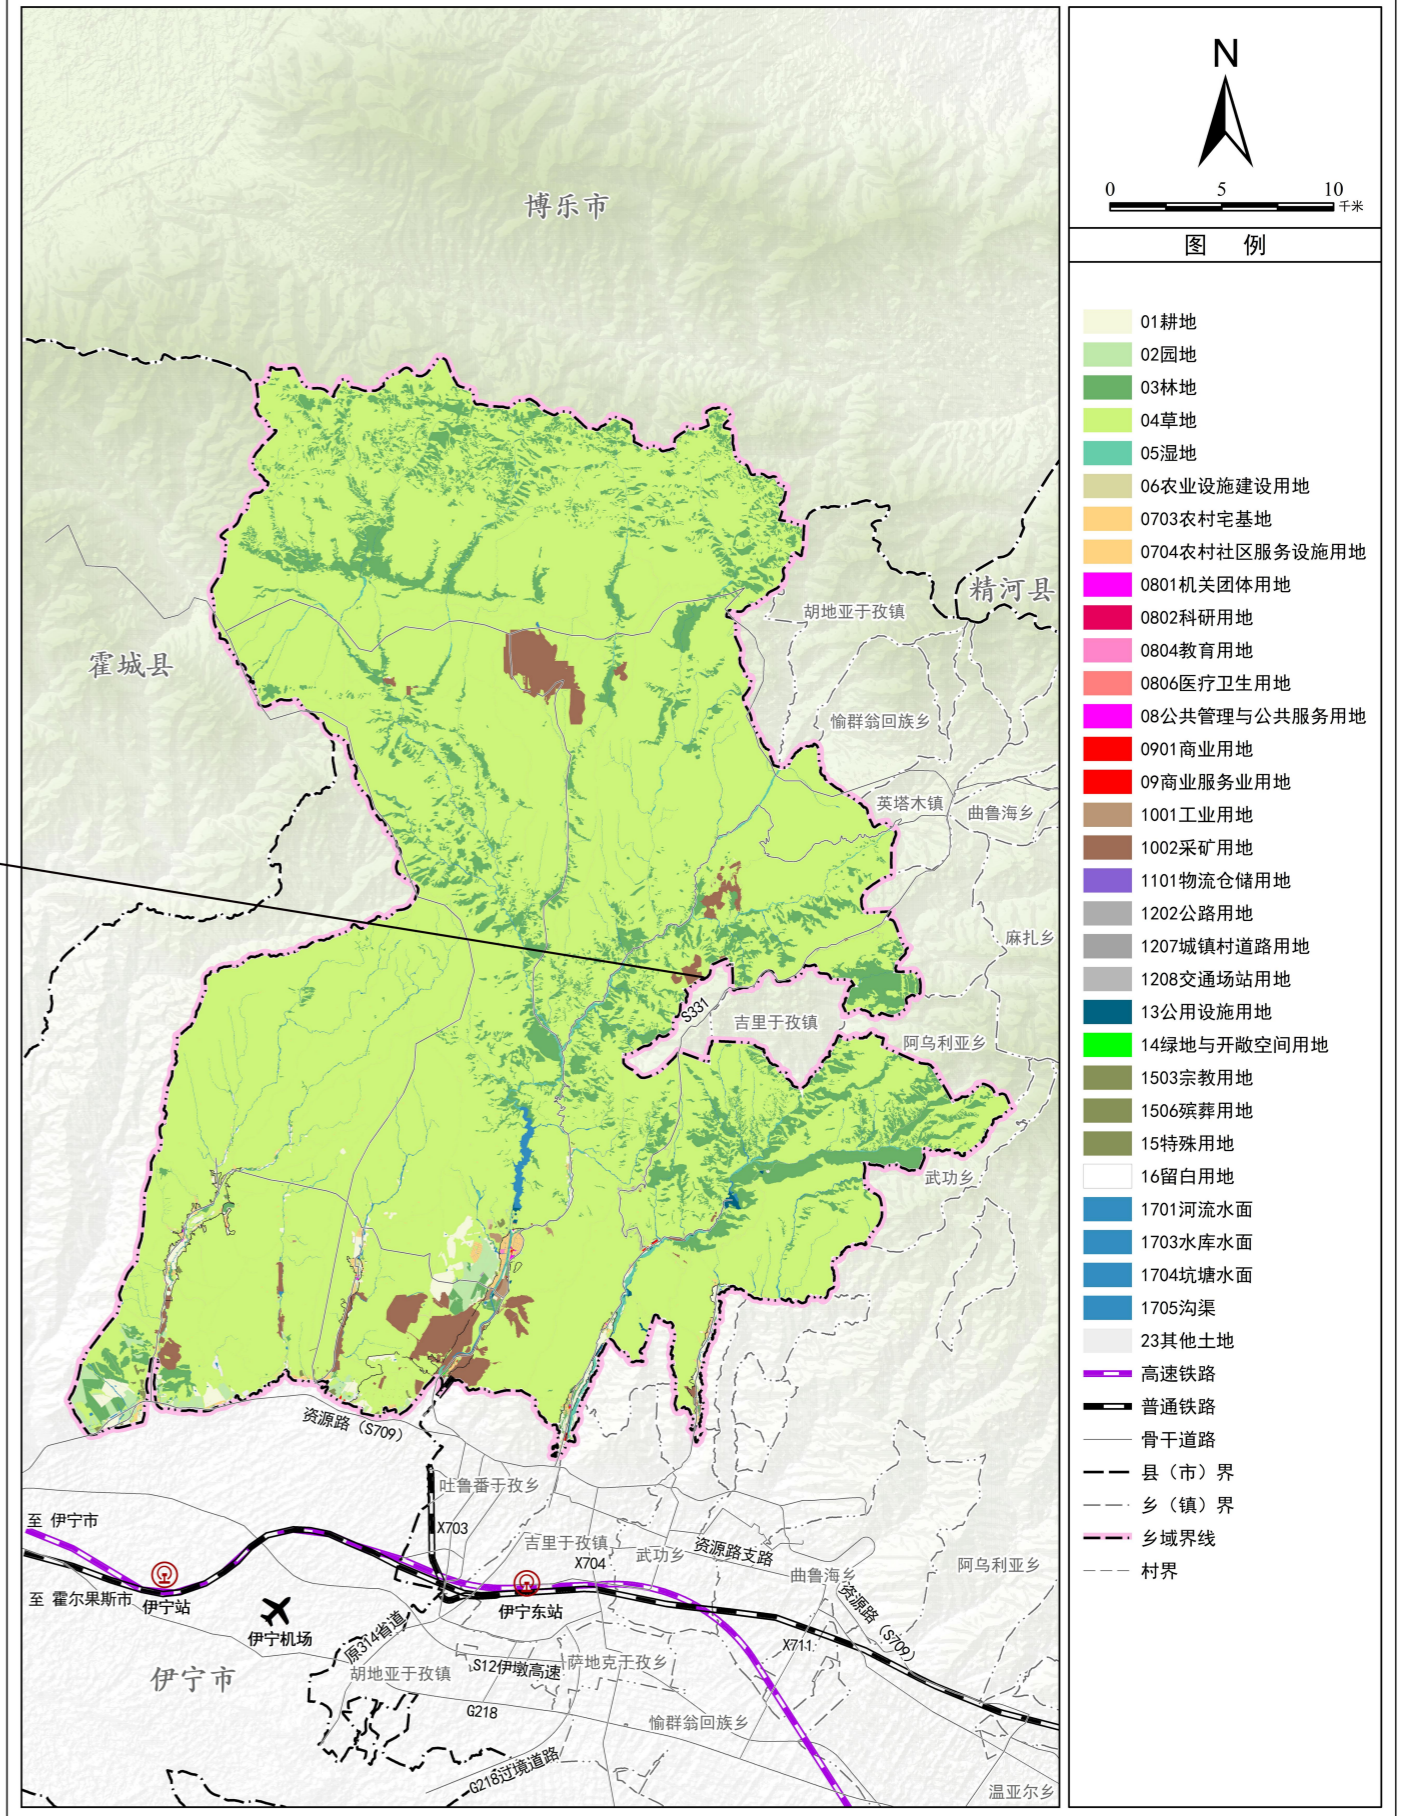 博乐市
霍城县
精河县
胡地亚于孜镇
愉群翁回族乡
英塔木镇
曲鲁海乡
麻扎乡
S331
吉里于孜镇
阿乌利亚乡
武功乡
资源路（S709）
吐鲁番于孜乡
至 伊宁市
X703
吉里于孜镇
X704
武功乡
资源路支路
曲鲁海乡
阿乌利亚乡
至 霍尔果斯市
伊宁站
伊宁东站
资源路（S709）
伊宁机场
原314省道
X711
伊宁市
胡地亚于孜镇
S12伊墩高速
萨地克于孜乡
G218
愉群翁回族乡
G218过境道路
温亚尔乡
N
0 5 10
千米
图 例
01耕地
02园地
03林地
04草地
05湿地
06农业设施建设用地
0703农村宅基地
0704农村社区服务设施用地
0801机关团体用地
0802科研用地
0804教育用地
0806医疗卫生用地
08公共管理与公共服务用地
0901商业用地
09商业服务业用地
1001工业用地
1002采矿用地
1101物流仓储用地
1202公路用地
1207城镇村道路用地
1208交通场站用地
13公用设施用地
14绿地与开敞空间用地
1503宗教用地
1506殡葬用地
15特殊用地
16留白用地
1701河流水面
1703水库水面
1704坑塘水面
1705沟渠
23其他土地
高速铁路
普通铁路
骨干道路
县（市）界
乡（镇）界
乡域界线
村界